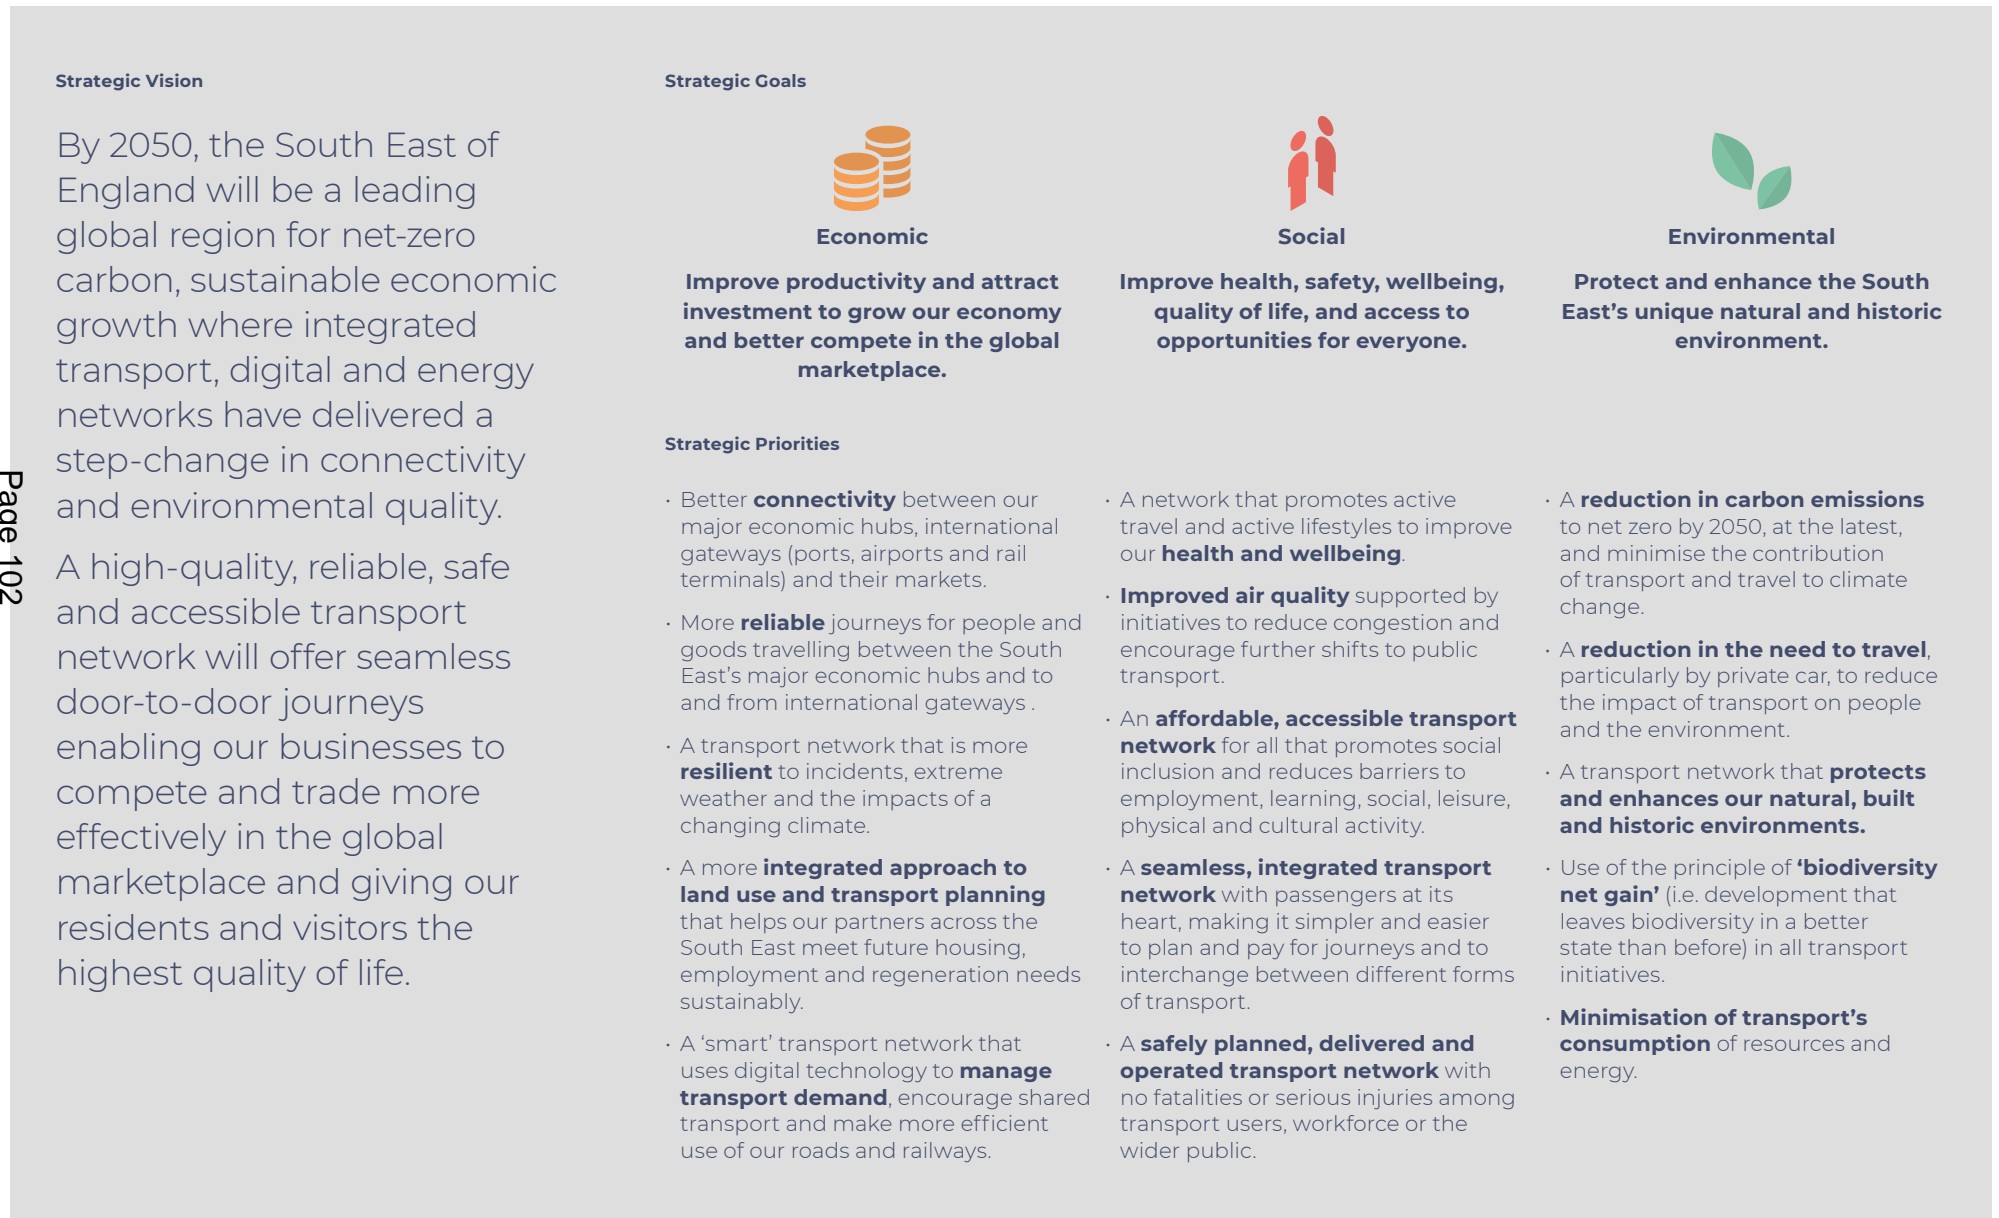 Strategic Vision
By 2050, the South East of
England will be a leading
global region for net-zero
carbon, sustainable economic
growth where integrated
transport, digital and energy
networks have delivered a
step-change in connectivity
and environmental quality.
A high-quality, reliable, safe
and accessible transport
network will offer seamless
door-to-door journeys
enabling our businesses to
compete and trade more
effectively in the global
marketplace and giving our
residents and visitors the
highest quality of life.
Page 102
Strategic Goals
Economic
Improve productivity and attract
investment to grow our economy
and better compete in the global
marketplace.
Social
Improve health, safety, wellbeing,
quality of life, and access to
opportunities for everyone.
Environmental
Protect and enhance the South
East's unique natural and historic
environment.
Strategic Priorities
· Better connectivity between our
major economic hubs, international
gateways (ports, airports and rail
terminals) and their markets.
· More reliable journeys for people and
goods travelling between the South
East's major economic hubs and to
and from international gateways .
· A transport network that is more
resilient to incidents, extreme
weather and the impacts of a
changing climate.
· A more integrated approach to
land use and transport planning
that helps our partners across the
South East meet future housing,
employment and regeneration needs
sustainably.
· A ‘smart’ transport network that
uses digital technology to manage
transport demand, encourage shared
transport and make more efficient
use of our roads and railways.
· A network that promotes active
travel and active lifestyles to improve
our health and wellbeing.
· Improved air quality supported by
initiatives to reduce congestion and
encourage further shifts to public
transport.
· An affordable, accessible transport
network for all that promotes social
inclusion and reduces barriers to
employment, learning, social, leisure,
physical and cultural activity.
· A seamless, integrated transport
network with passengers at its
heart, making it simpler and easier
to plan and pay for journeys and to
interchange between different forms
of transport.
· A safely planned, delivered and
operated transport network with
no fatalities or serious injuries among
transport users, workforce or the
wider public.
· A reduction in carbon emissions
to net zero by 2050, at the latest,
and minimise the contribution
of transport and travel to climate
change.
· A reduction in the need to travel,
particularly by private car, to reduce
the impact of transport on people
and the environment.
· A transport network that protects
and enhances our natural, built
and historic environments.
· Use of the principle of ‘biodiversity
net gain’ (i.e. development that
leaves biodiversity in a better
state than before) in all transport
initiatives.
· Minimisation of transport’s
consumption of resources and
energy.